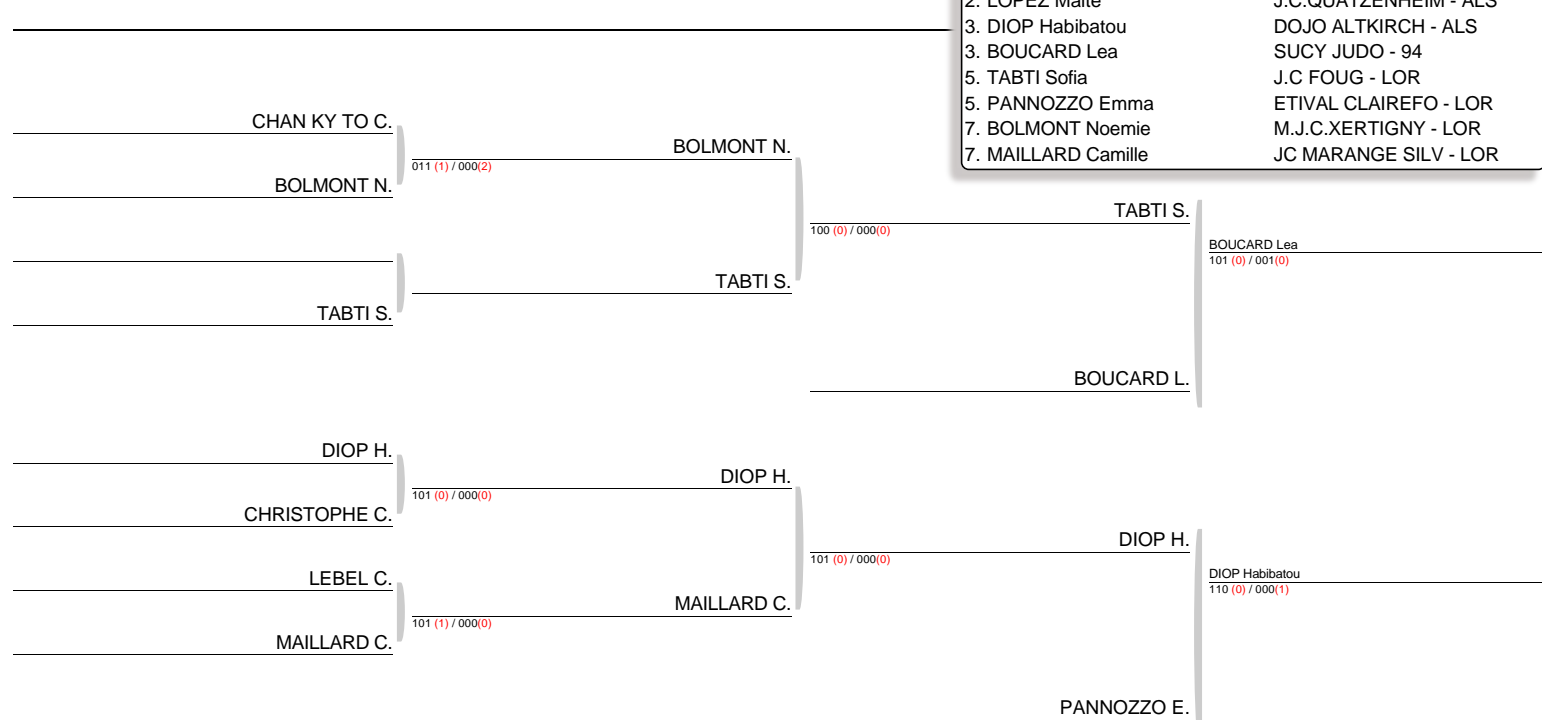 2. LOPEZ Maite J.C.QUATZENHEIM - ALS
3. DIOP Habibatou DOJO ALTKIRCH - ALS
3. BOUCARD Lea SUCY JUDO - 94
5. TABTI Sofia J.C FOUG - LOR
5. PANNOZZO Emma ETIVAL CLAIREFO - LOR
7. BOLMONT Noemie M.J.C.XERTIGNY - LOR
7. MAILLARD Camille JC MARANGE SILV - LOR
CHAN KY TO C.
BOLMONT N.
011 (1) / 000(2)
BOLMONT N.
TABTI S.
100 (0) / 000(0)
BOUCARD Lea
101 (0) / 001(0)
TABTI S.
TABTI S.
BOUCARD L.
DIOP H.
DIOP H.
101 (0) / 000(0)
CHRISTOPHE C.
DIOP H.
101 (0) / 000(0)
LEBEL C.
DIOP Habibatou
110 (0) / 000(1)
MAILLARD C.
101 (1) / 000(0)
MAILLARD C.
PANNOZZO E.